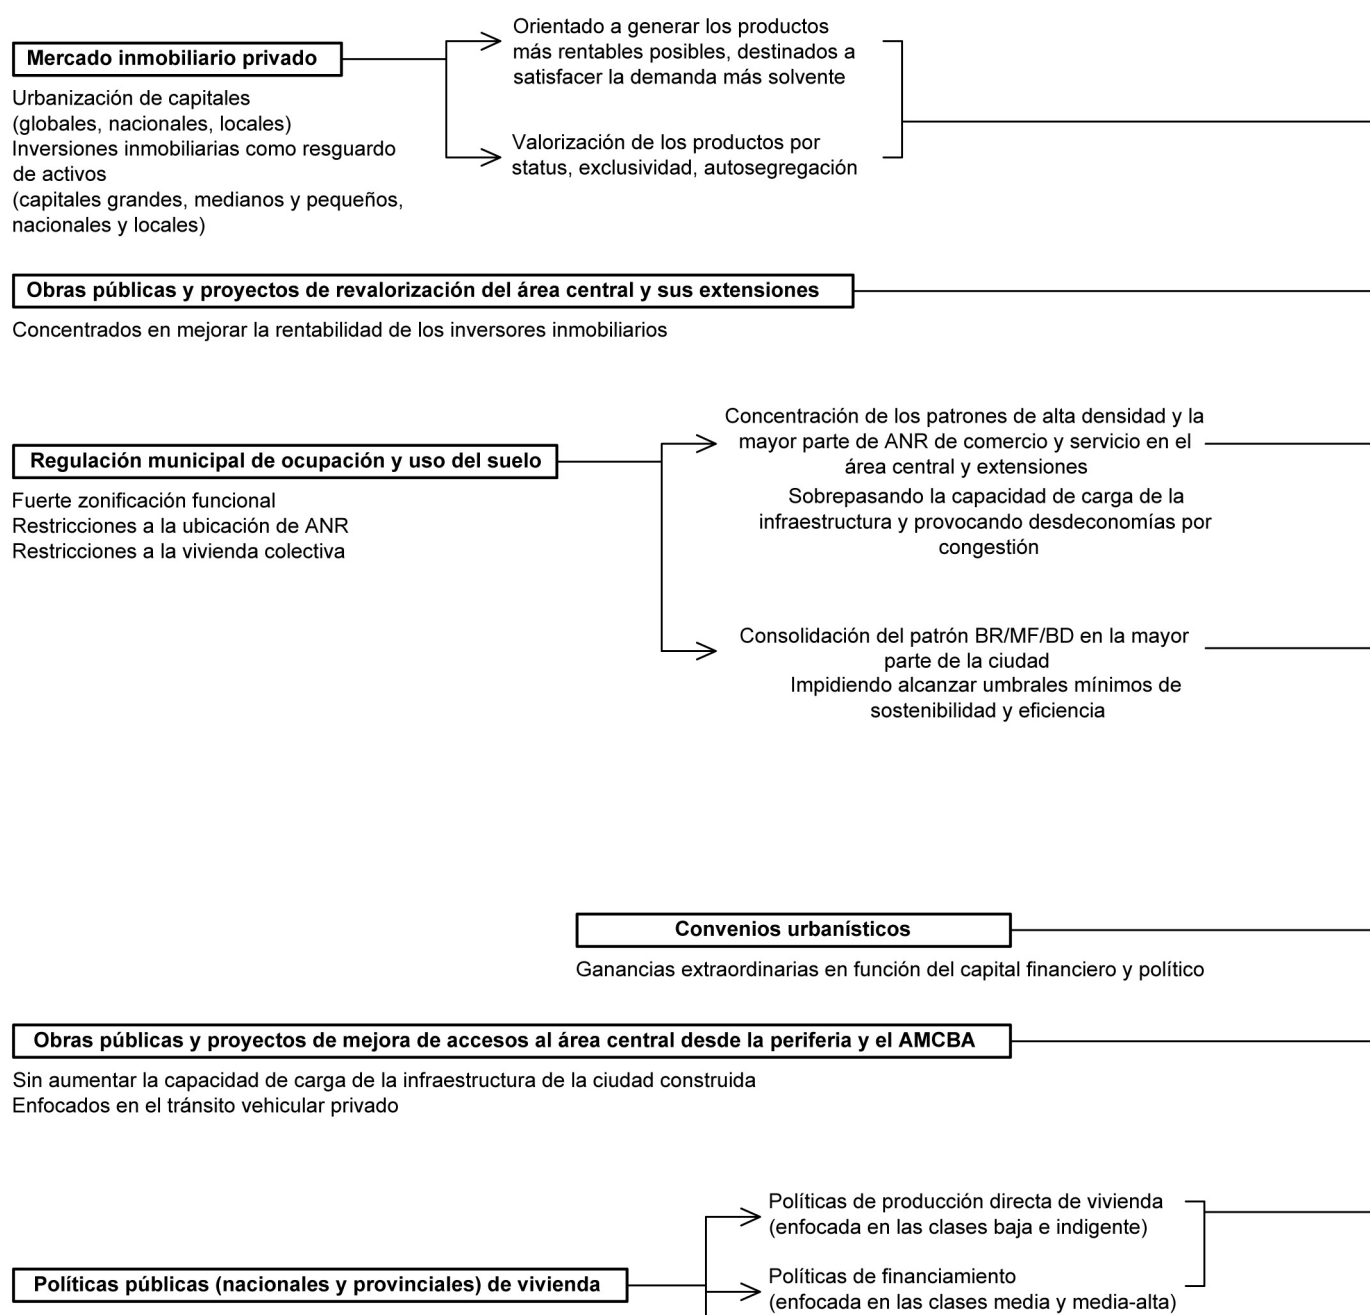 Mercado inmobiliario privado
Urbanización de capitales
(globales, nacionales, locales)
Inversiones inmobiliarias como resguardo
de activos
(capitales grandes, medianos y pequeños,
nacionales y locales)
Orientado a generar los productos
más rentables posibles, destinados a
satisfacer la demanda más solvente
Valorización de los productos por
status, exclusividad, autosegregación
Obras públicas y proyectos de revalorización del área central y sus extensiones
Concentrados en mejorar la rentabilidad de los inversores inmobiliarios
Regulación municipal de ocupación y uso del suelo
Fuerte zonificación funcional
Restricciones a la ubicación de ANR
Restricciones a la vivienda colectiva
Concentración de los patrones de alta densidad y la
mayor parte de ANR de comercio y servicio en el
área central y extensiones
Sobrepasando la capacidad de carga de la
infraestructura y provocando desdeconomías por
congestión
Consolidación del patrón BR/MF/BD en la mayor
parte de la ciudad
Impidiendo alcanzar umbrales mínimos de
sostenibilidad y eficiencia
Convenios urbanísticos
Ganancias extraordinarias en función del capital financiero y político
Obras públicas y proyectos de mejora de accesos al área central desde la periferia y el AMCBA
Sin aumentar la capacidad de carga de la infraestructura de la ciudad construida
Enfocados en el tránsito vehicular privado
Políticas públicas (nacionales y provinciales) de vivienda
Políticas de producción directa de vivienda
(enfocada en las clases baja e indigente)
Políticas de financiamiento
(enfocada en las clases media y media-alta)